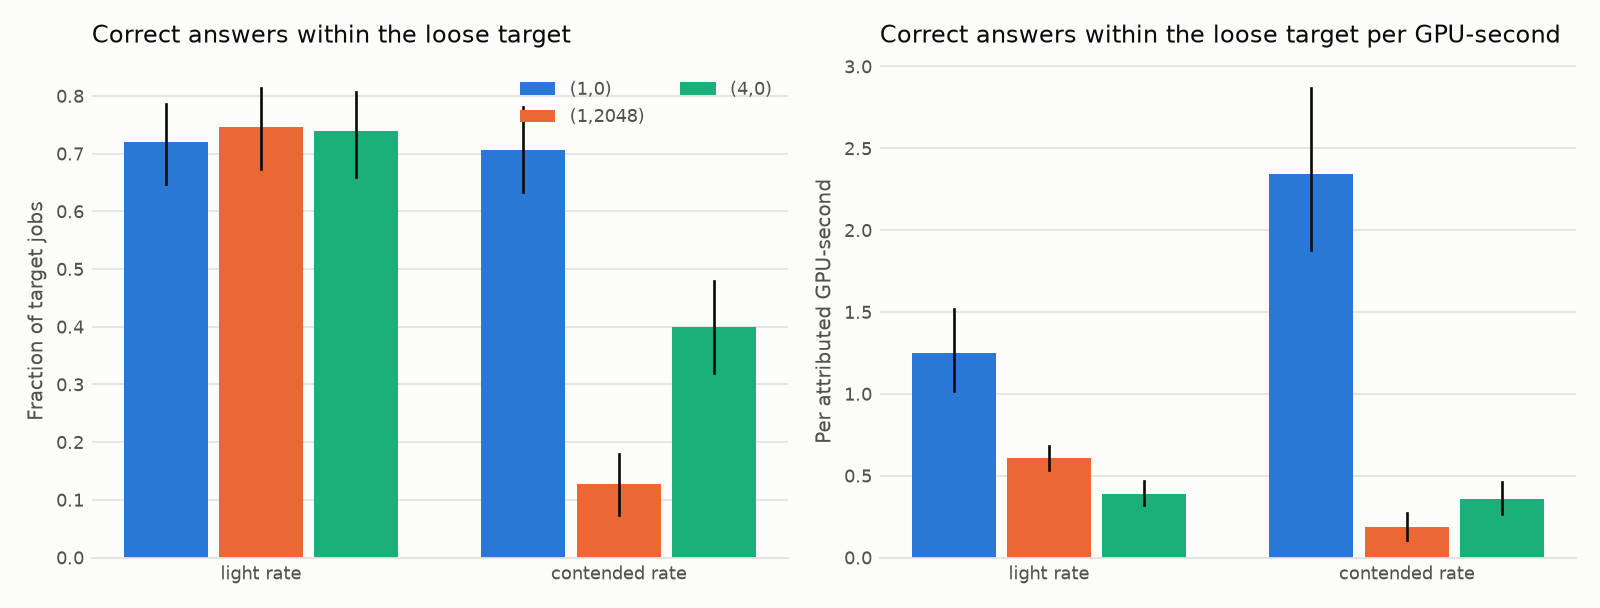 Correct answers within the loose target
Fraction of target jobs
0.8
0.7
0.6
0.5
0.4
0.3
0.2
0.1
0.0
(1,0)
(4,0)
(1,2048)
light rate
contended rate
Correct answers within the loose target per GPU-second
Per attributed GPU-second
3.0
2.5
2.0
1.5
1.0
0.5
0.0
light rate
contended rate